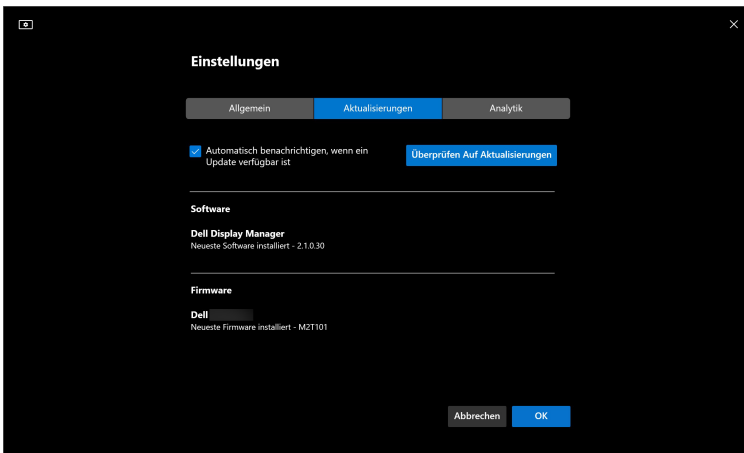 Einstellungen
Allgemein
Aktualisierungen
Analytik
Automatisch benachrichtigen, wenn ein
Update verfügbar ist
Überprüfen Auf Aktualisierungen
Software
Dell Display Manager
Neueste Software installiert - 2.1.0.30
Firmware
Dell
Neueste Firmware installiert - M2T101
Abbrechen
OK